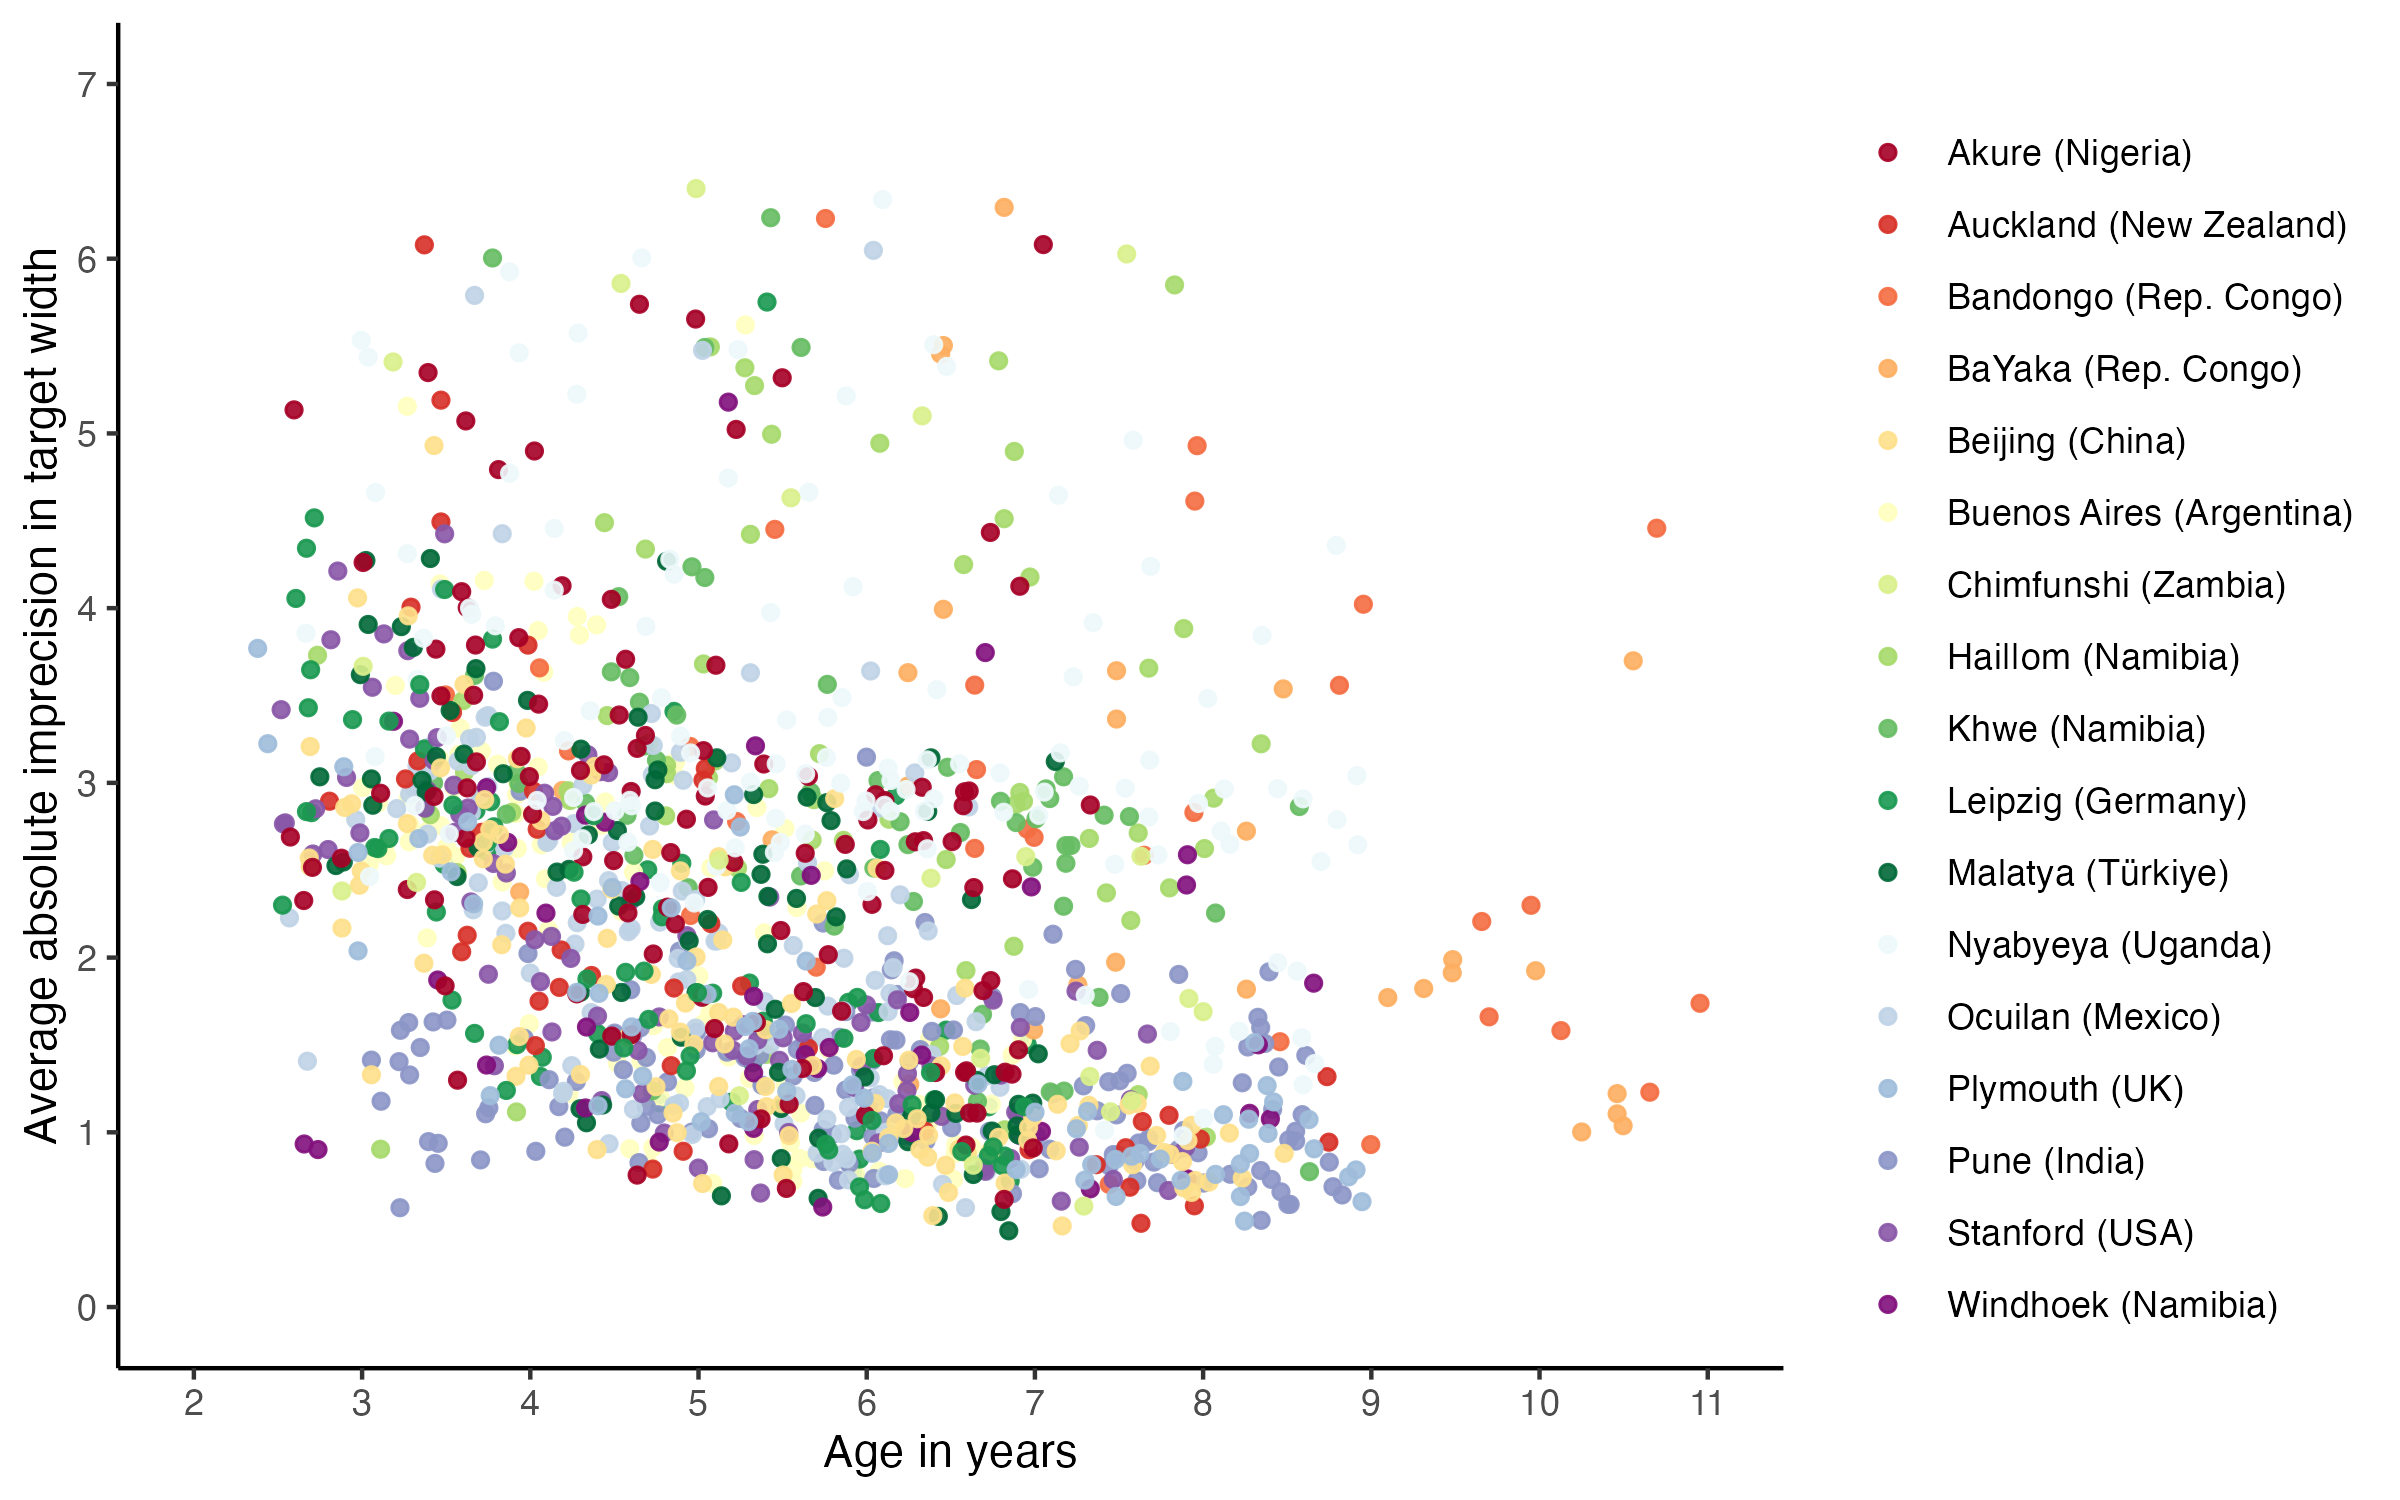 Average absolute imprecision in target width
7
6
5
4
3
2
1
0
2 3 4 5 6 7 8 9 10 11
Age in years
Akure (Nigeria)
Auckland (New Zealand)
Bandongo (Rep. Congo)
BaYaka (Rep. Congo)
Beijing (China)
Buenos Aires (Argentina)
Chimfunshi (Zambia)
Haillom (Namibia)
Khwe (Namibia)
Leipzig (Germany)
Malatya (Türkiye)
Nyabyeya (Uganda)
Ocuilan (Mexico)
Plymouth (UK)
Pune (India)
Stanford (USA)
Windhoek (Namibia)